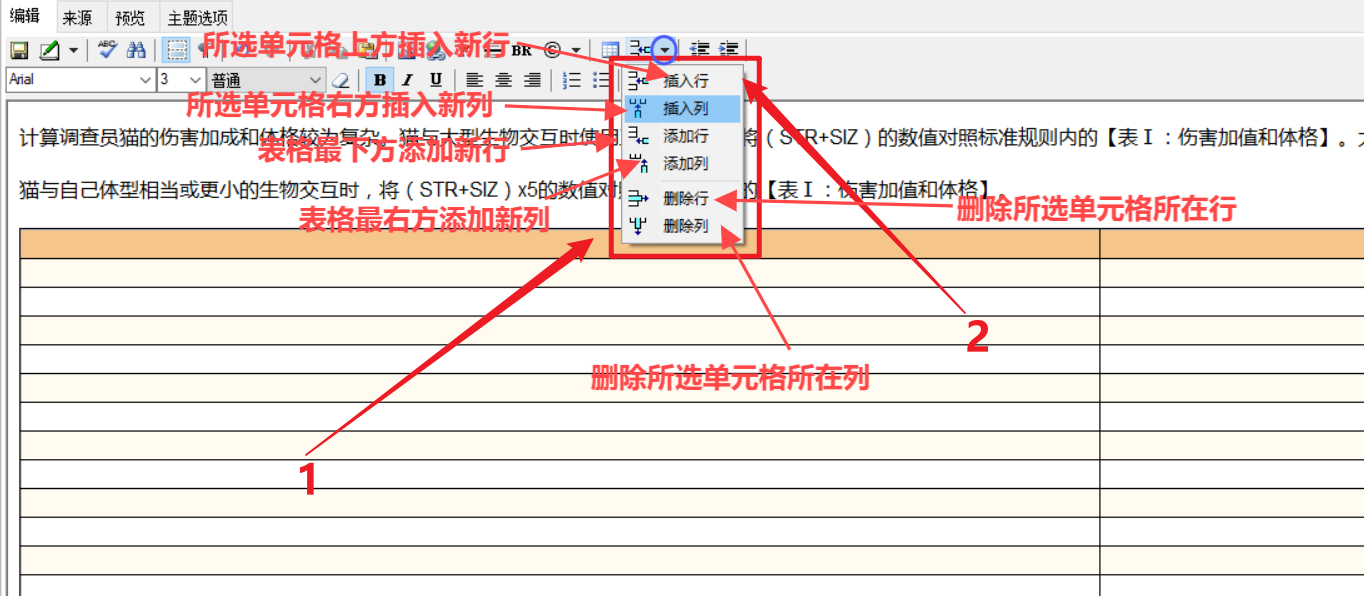 编辑 来源 预览 主题选项
ABC BR ©
所选单元格上方插入新行
Arial 3 普通 B I U
插入行
所选单元格右方插入新列
插入列
计算调查员猫的伤害加成和体格较为复杂。猫与大型生物交互时使用
将（STR+SIZ）的数值对照标准规则内的【表Ⅰ：伤害加值和体格】。
添加行
表格最下方添加新行
添加列
猫与自己体型相当或更小的生物交互时，将（STR+SIZ）x5的数值对
的【表Ⅰ：伤害加值和体格】。
删除行
删除所选单元格所在行
表格最右方添加新列
删除列
2
删除所选单元格所在列
1